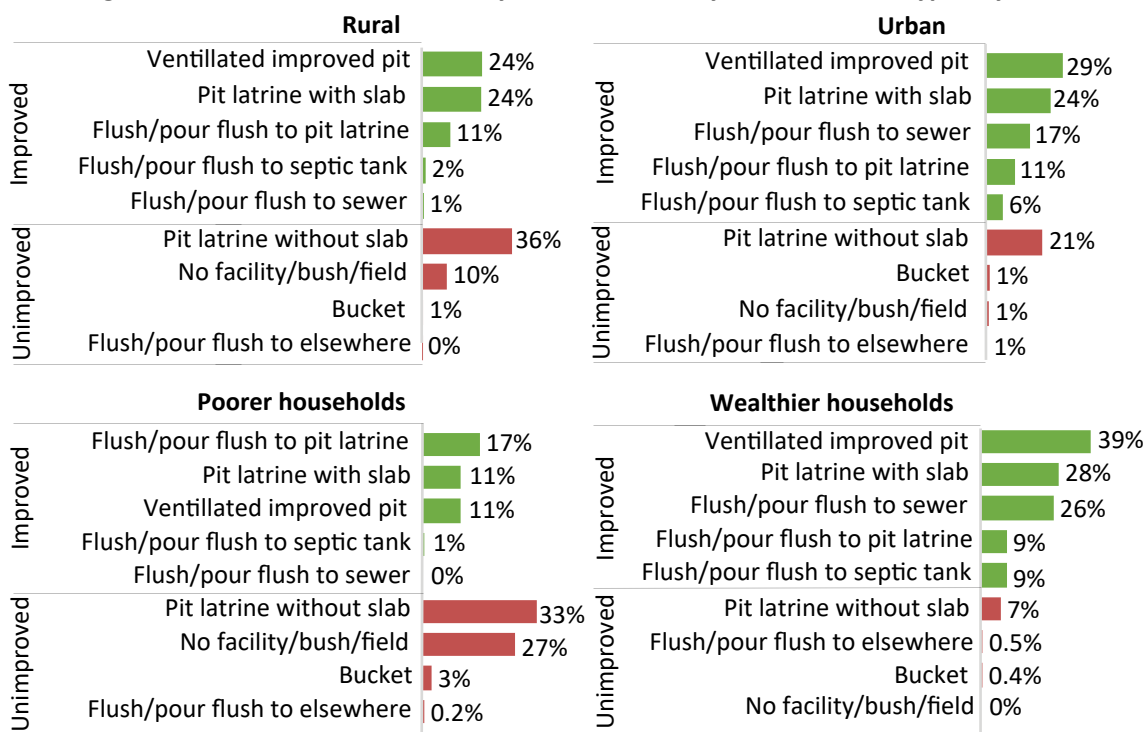 Rural
Improved
Ventillated improved pit 24%
Pit latrine with slab 24%
Flush/pour flush to pit latrine 11%
Flush/pour flush to septic tank 2%
Flush/pour flush to sewer 1%
Unimproved
Pit latrine without slab 36%
No facility/bush/field 10%
Bucket 1%
Flush/pour flush to elsewhere 0%
Urban
Improved
Ventillated improved pit 29%
Pit latrine with slab 24%
Flush/pour flush to sewer 17%
Flush/pour flush to pit latrine 11%
Flush/pour flush to septic tank 6%
Unimproved
Pit latrine without slab 21%
Bucket 1%
No facility/bush/field 1%
Flush/pour flush to elsewhere 1%
Poorer households
Improved
Flush/pour flush to pit latrine 17%
Pit latrine with slab 11%
Ventillated improved pit 11%
Flush/pour flush to septic tank 1%
Flush/pour flush to sewer 0%
Unimproved
Pit latrine without slab 33%
No facility/bush/field 27%
Bucket 3%
Flush/pour flush to elsewhere 0.2%
Wealthier households
Improved
Ventillated improved pit 39%
Pit latrine with slab 28%
Flush/pour flush to sewer 26%
Flush/pour flush to pit latrine 9%
Flush/pour flush to septic tank 9%
Unimproved
Pit latrine without slab 7%
Flush/pour flush to elsewhere 0.5%
Bucket 0.4%
No facility/bush/field 0%